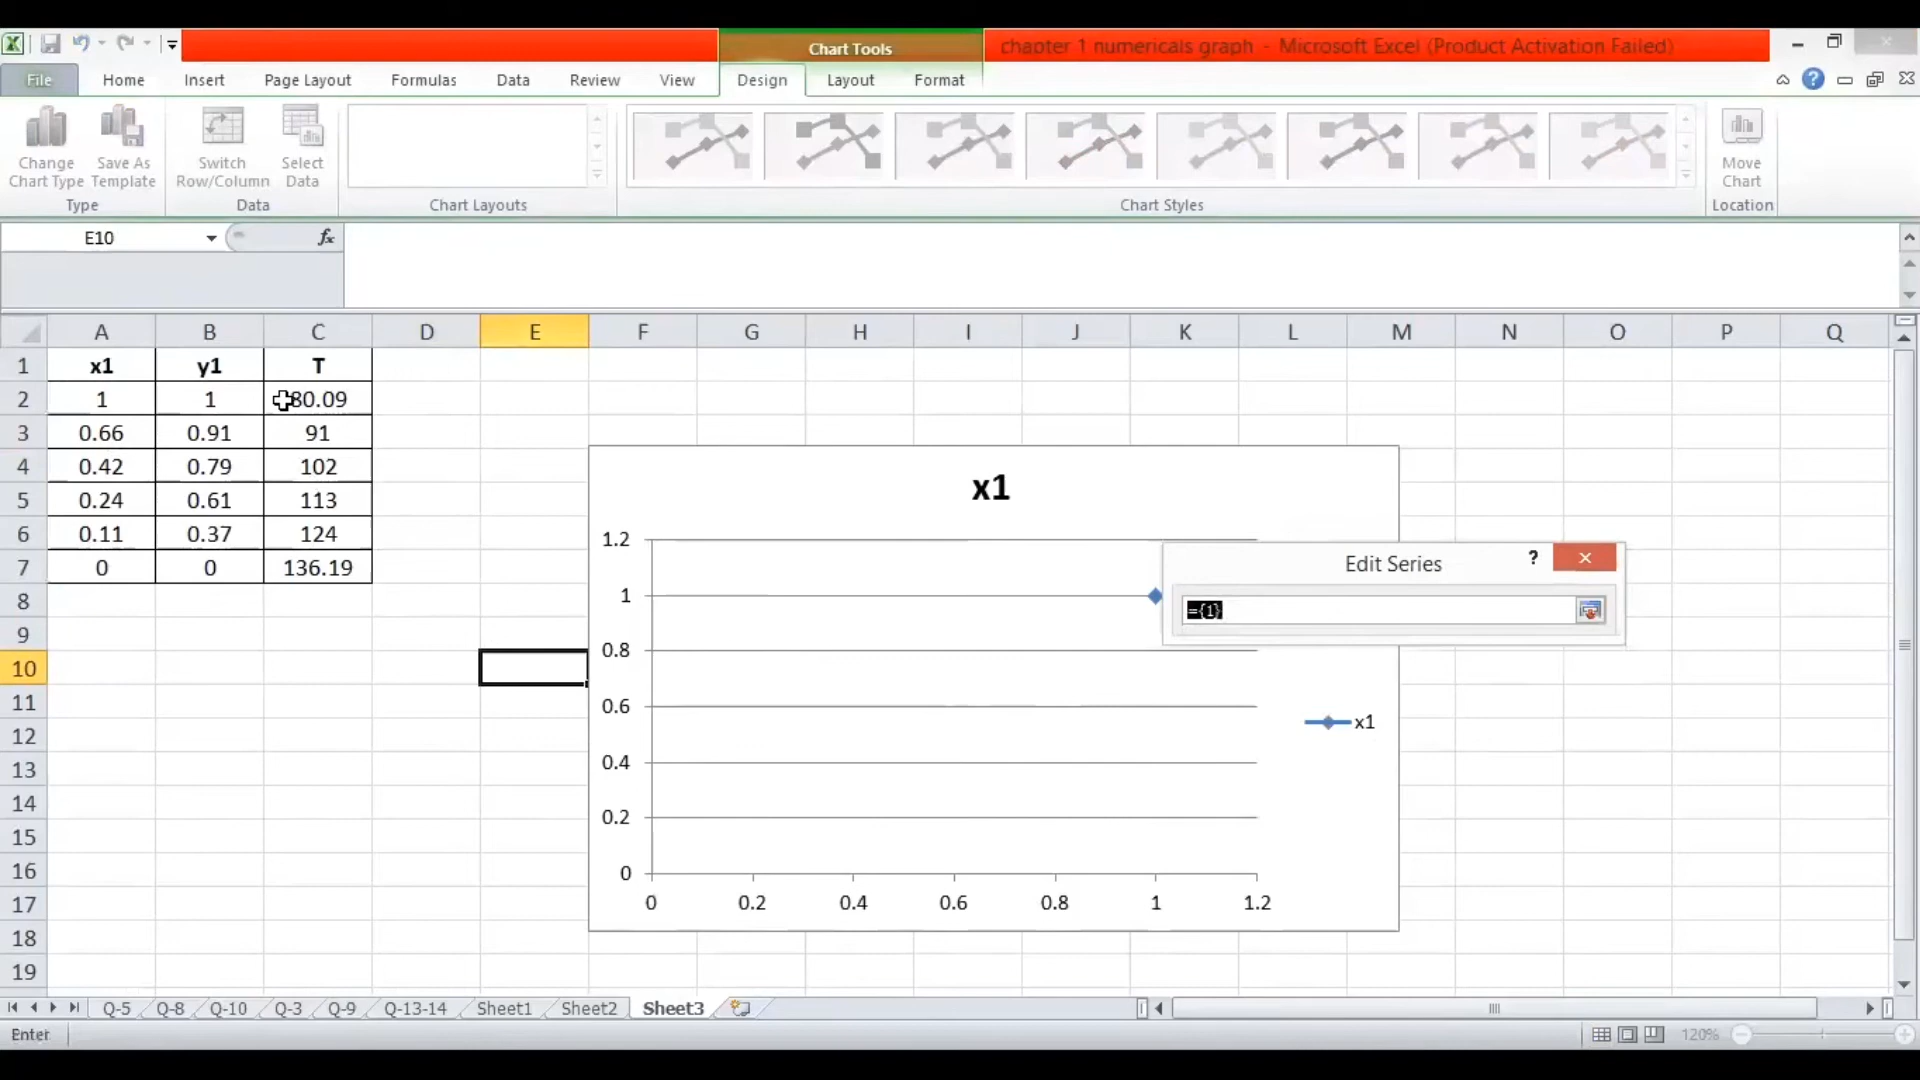 Chart Tools
chapter 1 numericals graph - Microsoft Excel (Product Activation Failed)
File Home Insert Page Layout Formulas Data Review View Design Layout Format
Change Chart Type
Save As Template
Switch Row/Column
Select Data
Move Chart
Type Data Chart Layouts Chart Styles Location
E10 fx
A B C D E F G H I J K L M N O P Q
1 x1 y1 T
2 1 1 80.09
3 0.66 0.91 91
4 0.42 0.79 102
5 0.24 0.61 113
6 0.11 0.37 124
7 0 0 136.19
8
9
10
11
12
13
14
15
16
17
18
19
x1
1.2
1
0.8
0.6
0.4
0.2
0
0 0.2 0.4 0.6 0.8 1 1.2
x1
Edit Series ?
={1}
Q-5 Q-8 Q-10 Q-3 Q-9 Q-13-14 Sheet1 Sheet2 Sheet3
Enter 120%